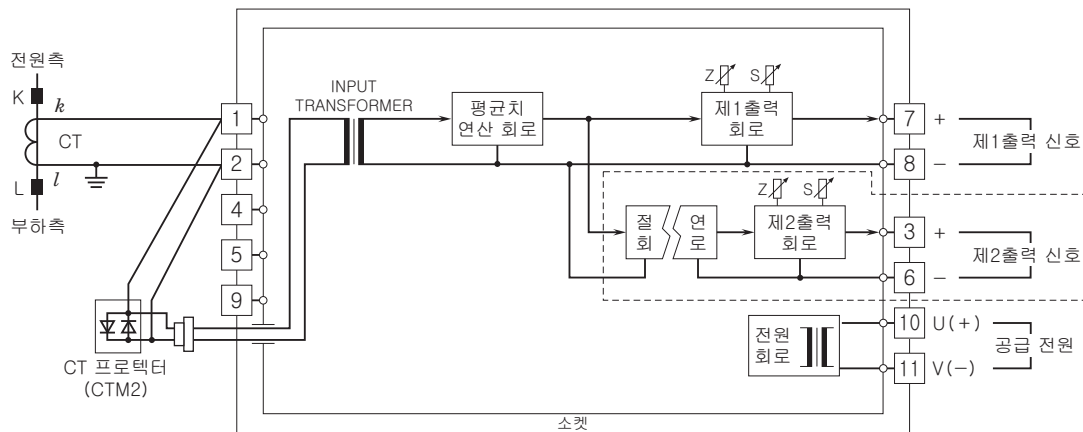 전원측
K
k
CT
l
L
부하측
1
2
4
5
9
CT 프로텍터
(CTM2)
INPUT
TRANSFORMER
평균치
연산 회로
Z
S
제1출력
회로
7 +
8 −
제1출력 신호
절 연
회 로
Z
S
제2출력
회로
3 +
6 −
제2출력 신호
전원
회로
10 U(+)
11 V(−)
공급 전원
소켓